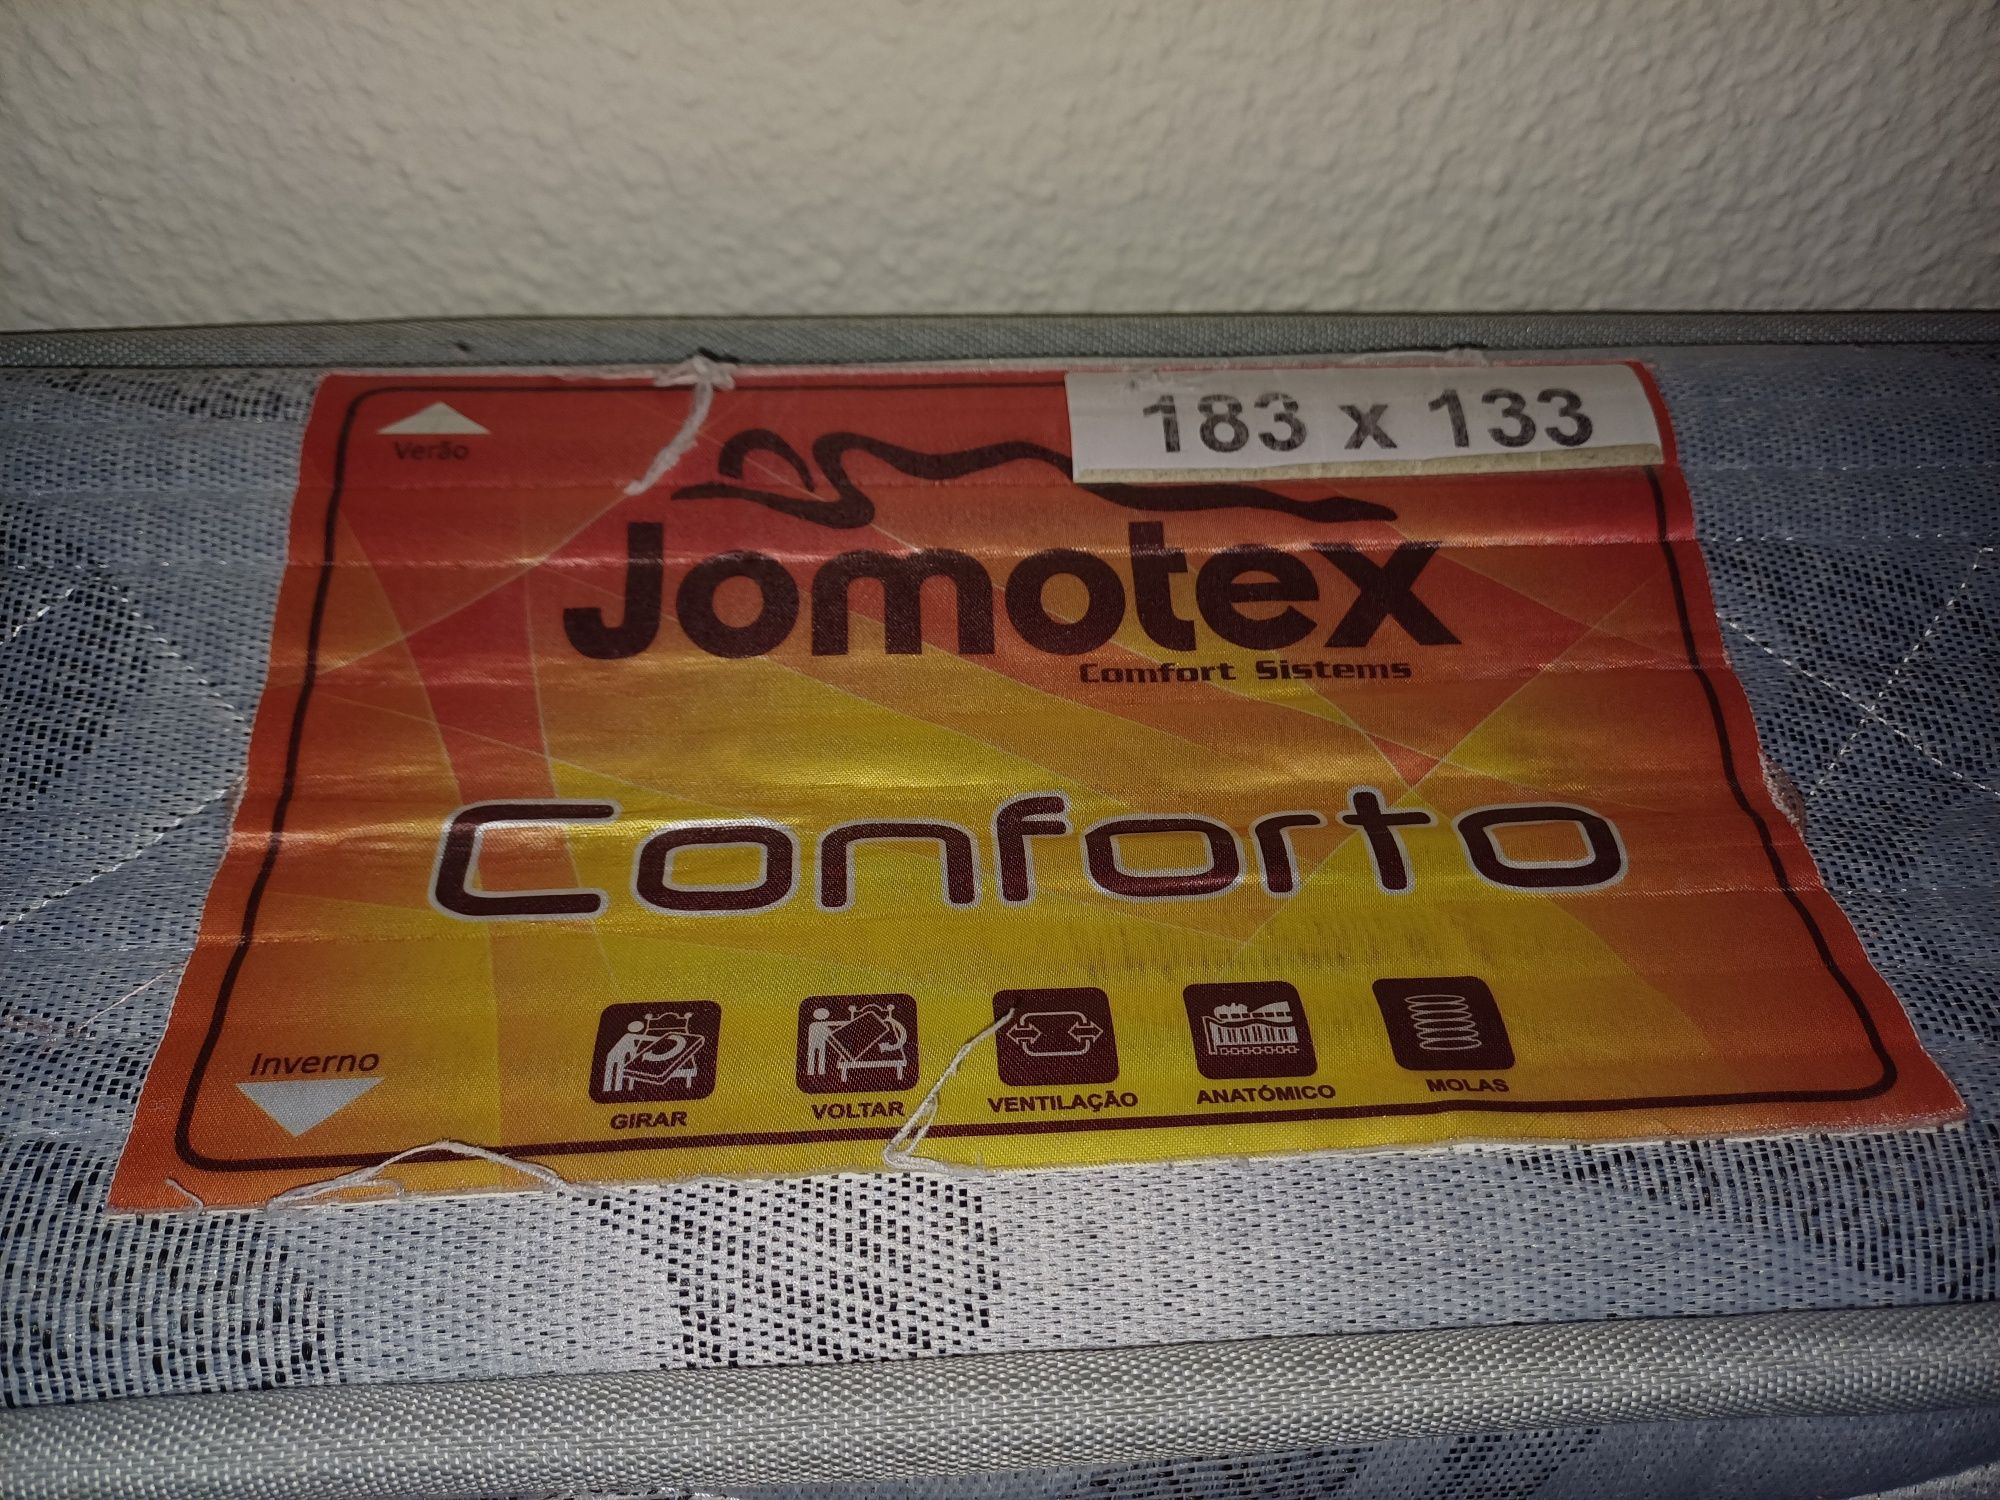 Verão
183 x 133
Jomotex
Comfort Sistems
Conforto
Inverno
GIRAR
VOLTAR
VENTILAÇÃO
ANATÓMICO
MOLAS